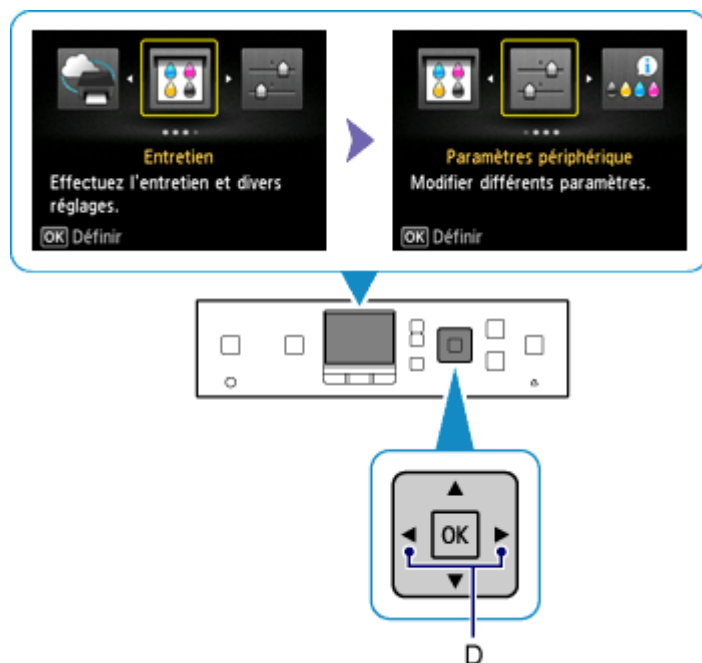 Entretien
Effectuez l'entretien et divers
réglages.
OK Définir
Paramètres périphérique
Modifier différents paramètres.
OK Définir
OK
D